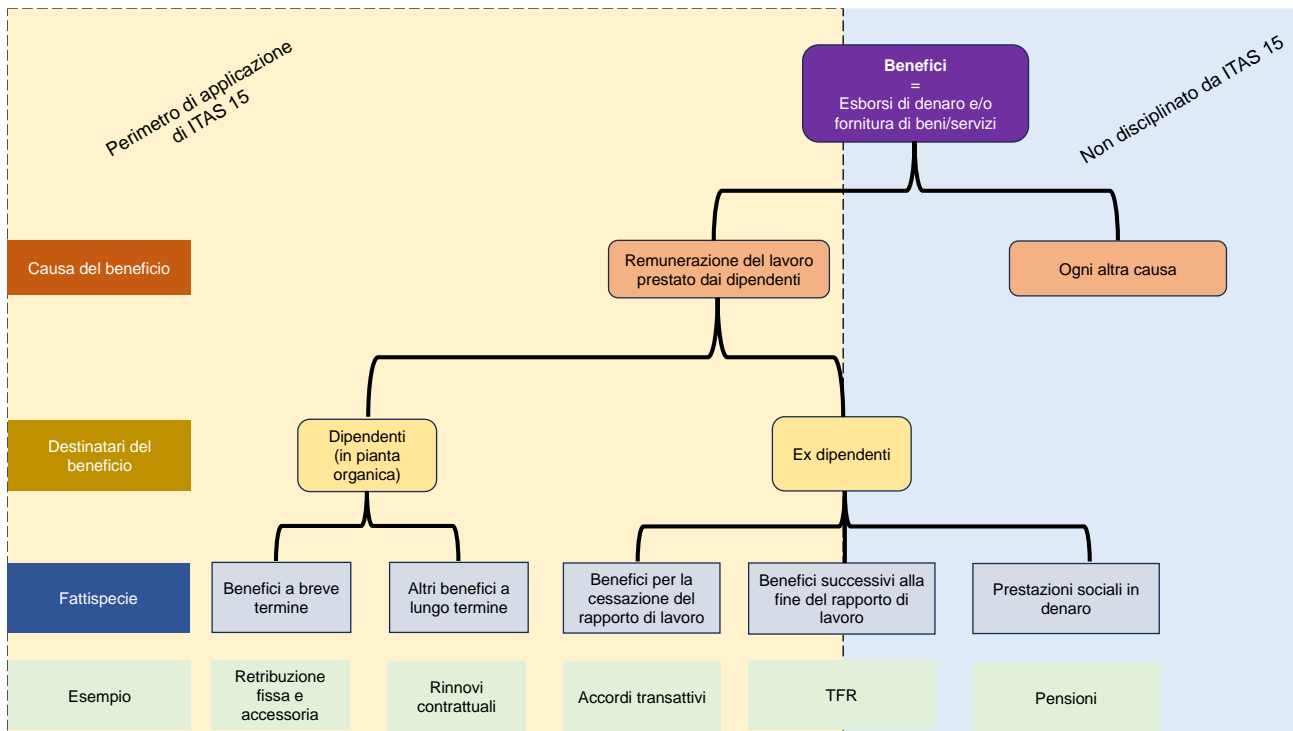 Perimetro di applicazione
di ITAS 15
Benefici
=
Esborsi di denaro e/o
fornitura di beni/servizi
Non disciplinato da ITAS 15
Causa del beneficio
Remunerazione del lavoro
prestato dai dipendenti
Ogni altra causa
Destinatari del
beneficio
Dipendenti
(in pianta
organica)
Ex dipendenti
Fattispecie
Benefici a breve
termine
Altri benefici a
lungo termine
Benefici per la
cessazione del
rapporto di lavoro
Benefici successivi alla
fine del rapporto di
lavoro
Prestazioni sociali in
denaro
Esempio
Retribuzione
fissa e
accessoria
Rinnovi
contrattuali
Accordi transattivi
TFR
Pensioni